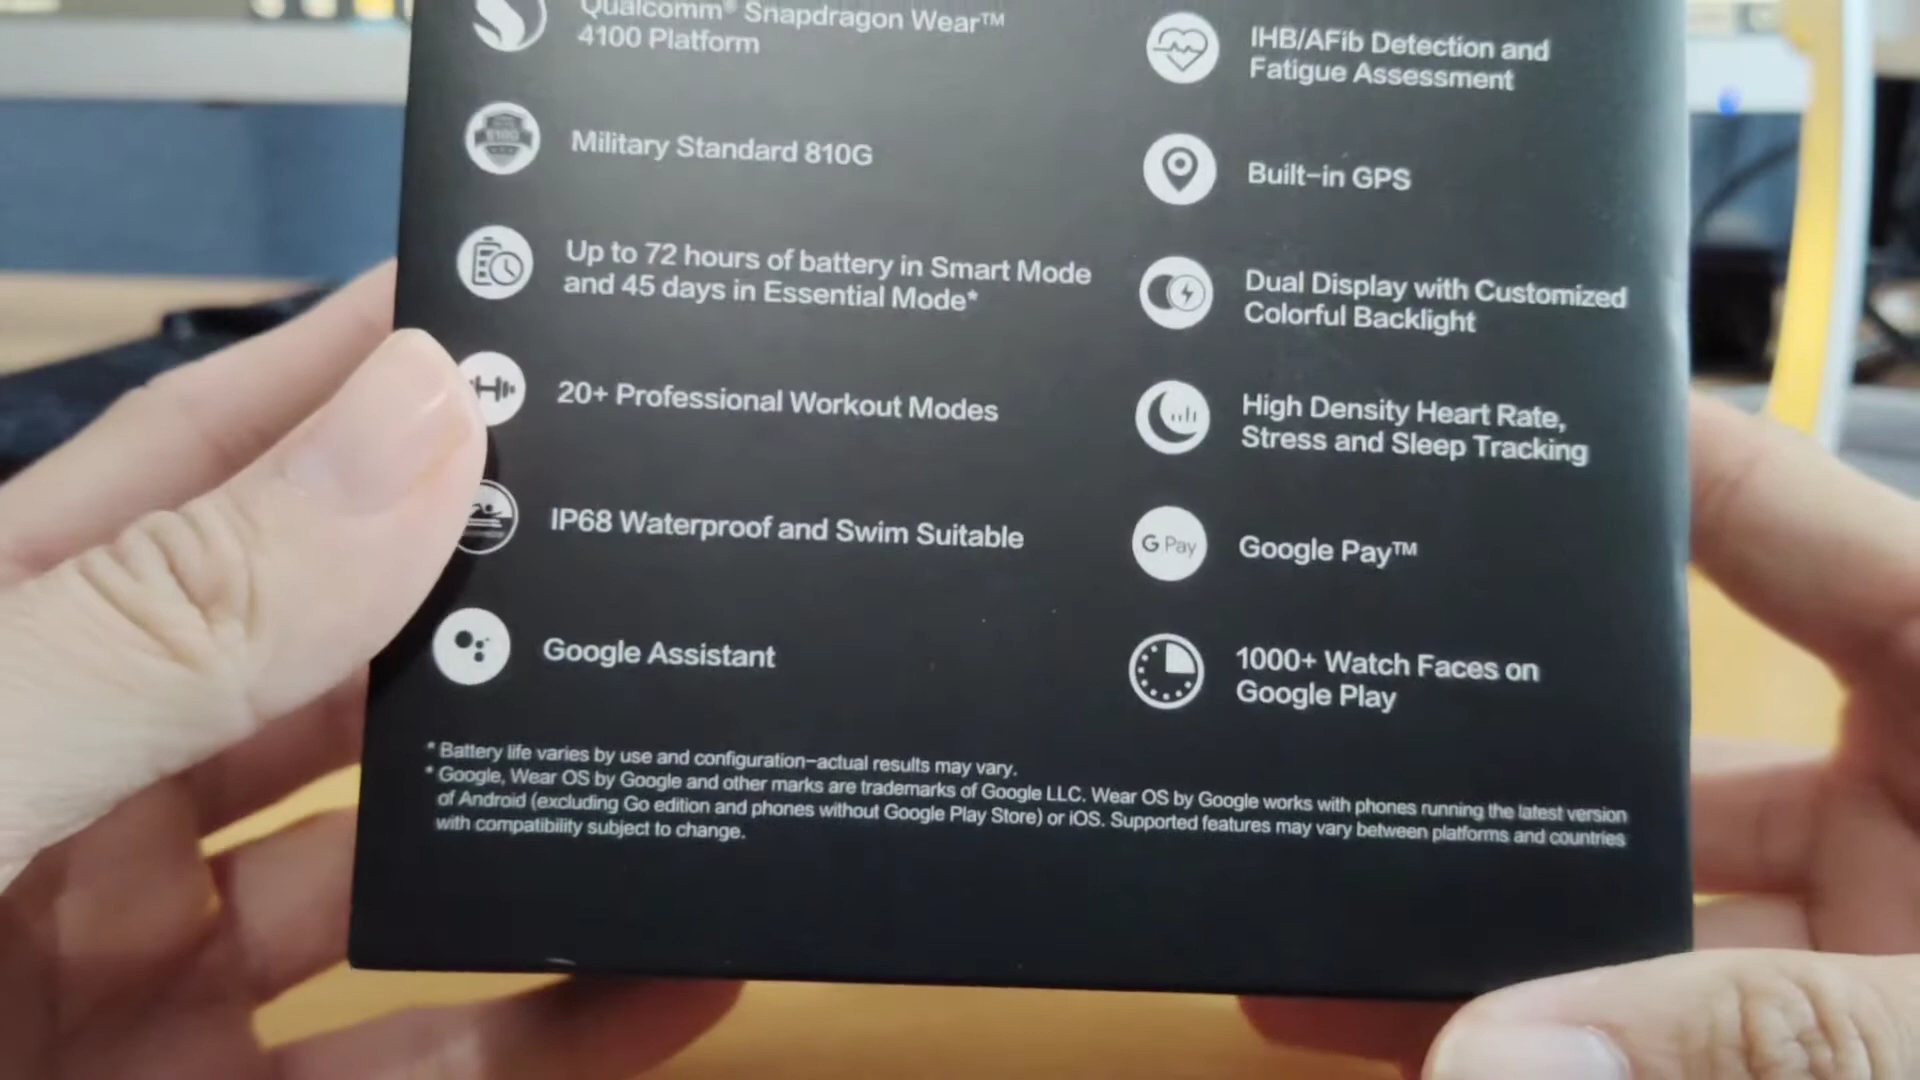 Qualcomm® Snapdragon Wear™
4100 Platform
Military Standard 810G
Up to 72 hours of battery in Smart Mode
and 45 days in Essential Mode*
20+ Professional Workout Modes
IP68 Waterproof and Swim Suitable
Google Assistant
IHB/AFib Detection and
Fatigue Assessment
Built-in GPS
Dual Display with Customized
Colorful Backlight
High Density Heart Rate,
Stress and Sleep Tracking
G Pay
Google Pay™
1000+ Watch Faces on
Google Play
* Battery life varies by use and configuration-actual results may vary.
* Google, Wear OS by Google and other marks are trademarks of Google LLC. Wear OS by Google works with phones running the latest version
of Android (excluding Go edition and phones without Google Play Store) or iOS. Supported features may vary between platforms and countries
with compatibility subject to change.